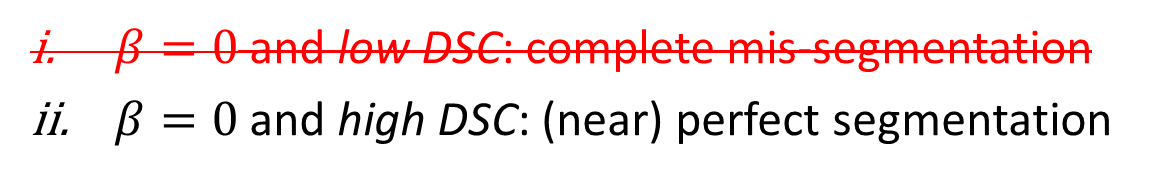 i. β = 0 and low DSC: complete mis-segmentation
ii. β = 0 and high DSC: (near) perfect segmentation